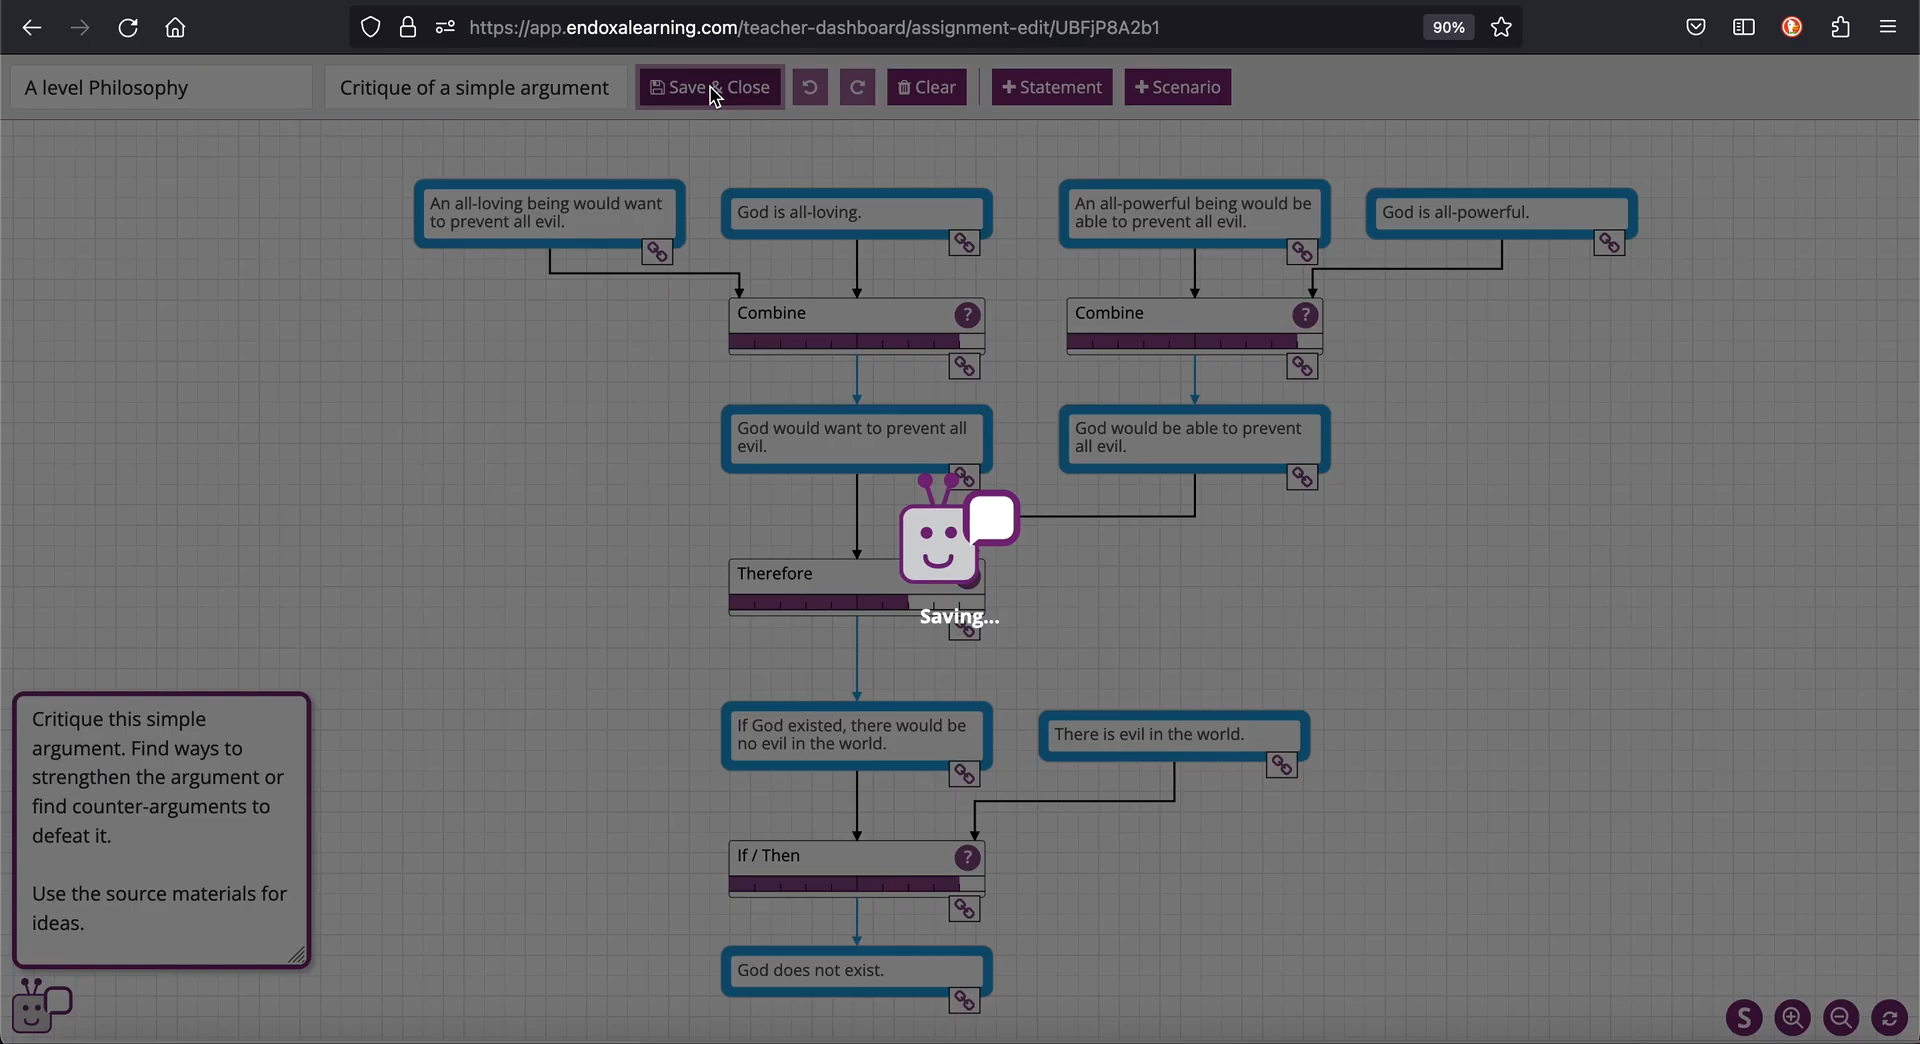 https://app.endoxalearning.com/teacher-dashboard/assignment-edit/UBFjP8A2b1
90%
A level Philosophy
Critique of a simple argument
Save & Close
Clear
Statement
Scenario
An all-loving being would want
to prevent all evil.
God is all-loving.
An all-powerful being would be
able to prevent all evil.
God is all-powerful.
Combine
?
Combine
?
God would want to prevent all
evil.
God would be able to prevent
all evil.
Therefore
Saving...
If God existed, there would be
no evil in the world.
There is evil in the world.
Critique this simple
argument. Find ways to
strengthen the argument or
find counter-arguments to
defeat it.
Use the source materials for
ideas.
If / Then
?
God does not exist.
S